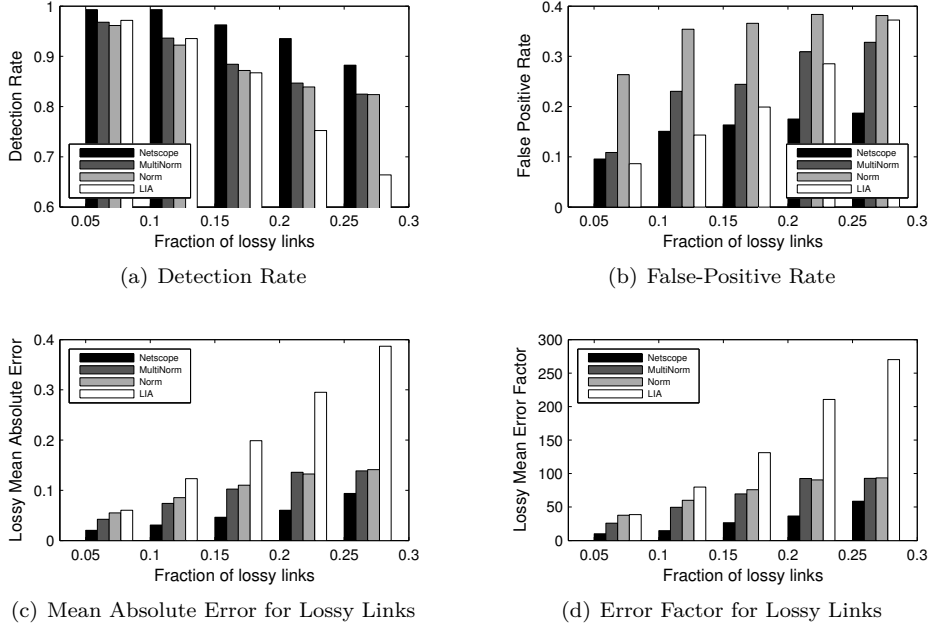 1
0.9
0.8
0.7
0.6
Detection Rate
Netscope
MultiNorm
Norm
LIA
0.05 0.1 0.15 0.2 0.25 0.3
Fraction of lossy links
(a) Detection Rate
0.4
0.3
0.2
0.1
0
False Positive Rate
Netscope
MultiNorm
Norm
LIA
0.05 0.1 0.15 0.2 0.25 0.3
Fraction of lossy links
(b) False-Positive Rate
0.4
0.3
0.2
0.1
0
Lossy Mean Absolute Error
Netscope
MultiNorm
Norm
LIA
0.05 0.1 0.15 0.2 0.25 0.3
Fraction of lossy links
(c) Mean Absolute Error for Lossy Links
300
250
200
150
100
50
0
Lossy Mean Error Factor
Netscope
MultiNorm
Norm
LIA
0.05 0.1 0.15 0.2 0.25 0.3
Fraction of lossy links
(d) Error Factor for Lossy Links